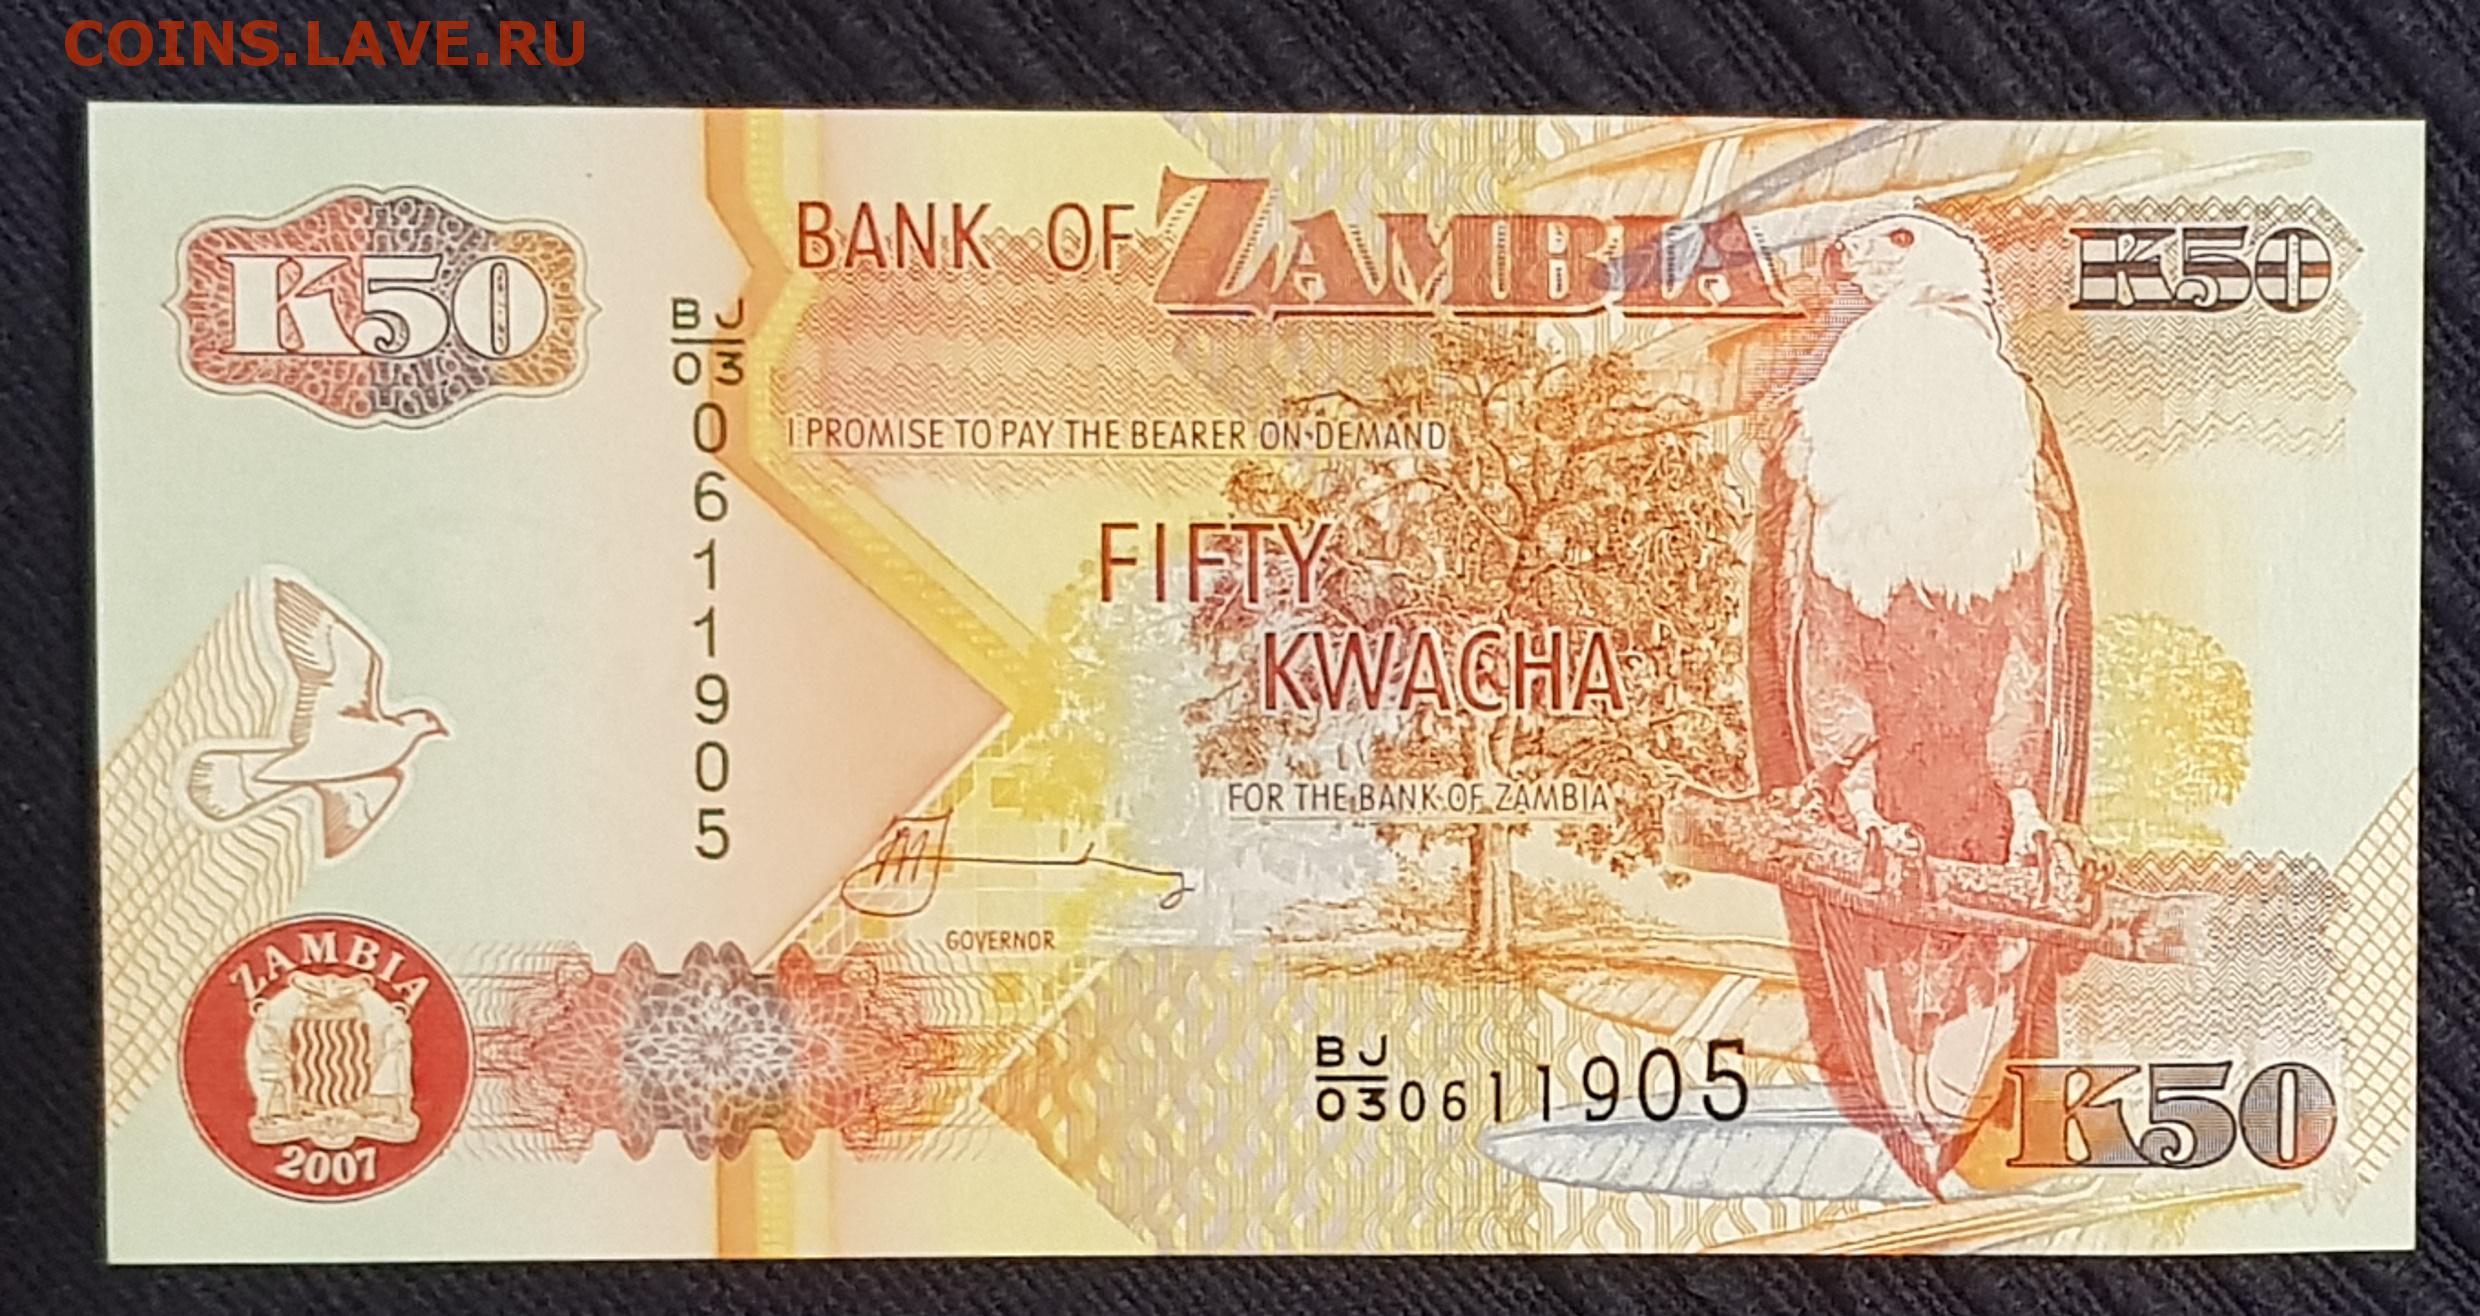 COINS.LAVE.RU
BANK OF ZAMBIA
K50
K50
BJ
03
0611905
I PROMISE TO PAY THE BEARER ON DEMAND
FIFTY
KWACHA
FOR THE BANK OF ZAMBIA
GOVERNOR
ZAMBIA
2007
BJ
03 0611905
K50